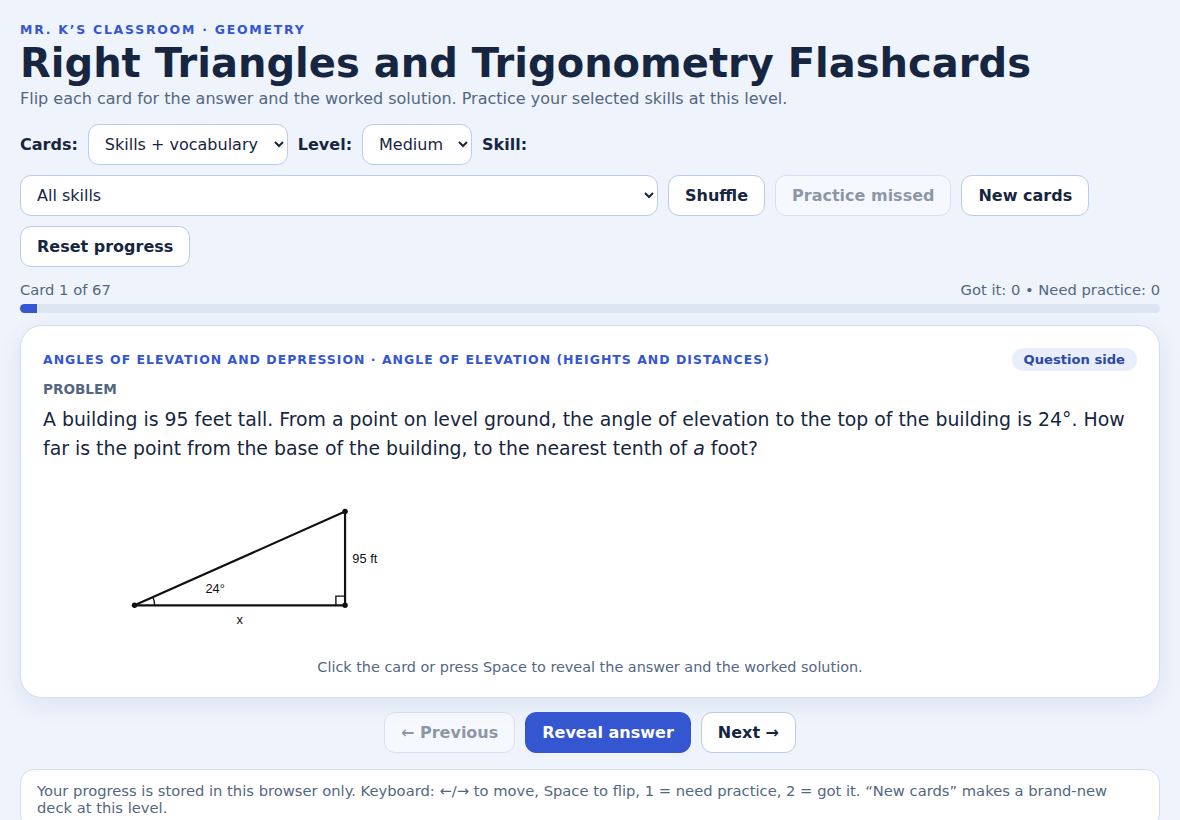 MR. K’S CLASSROOM · GEOMETRY
Right Triangles and Trigonometry Flashcards
Flip each card for the answer and the worked solution. Practice your selected skills at this level.
Cards: Skills + vocabulary Level: Medium Skill:
All skills Shuffle Practice missed New cards
Reset progress
Card 1 of 67 Got it: 0 • Need practice: 0
ANGLES OF ELEVATION AND DEPRESSION · ANGLE OF ELEVATION (HEIGHTS AND DISTANCES) Question side
PROBLEM
A building is 95 feet tall. From a point on level ground, the angle of elevation to the top of the building is 24°. How
far is the point from the base of the building, to the nearest tenth of a foot?
95 ft
24°
x
Click the card or press Space to reveal the answer and the worked solution.
← Previous Reveal answer Next →
Your progress is stored in this browser only. Keyboard: ←/→ to move, Space to flip, 1 = need practice, 2 = got it. “New cards” makes a brand-new
deck at this level.